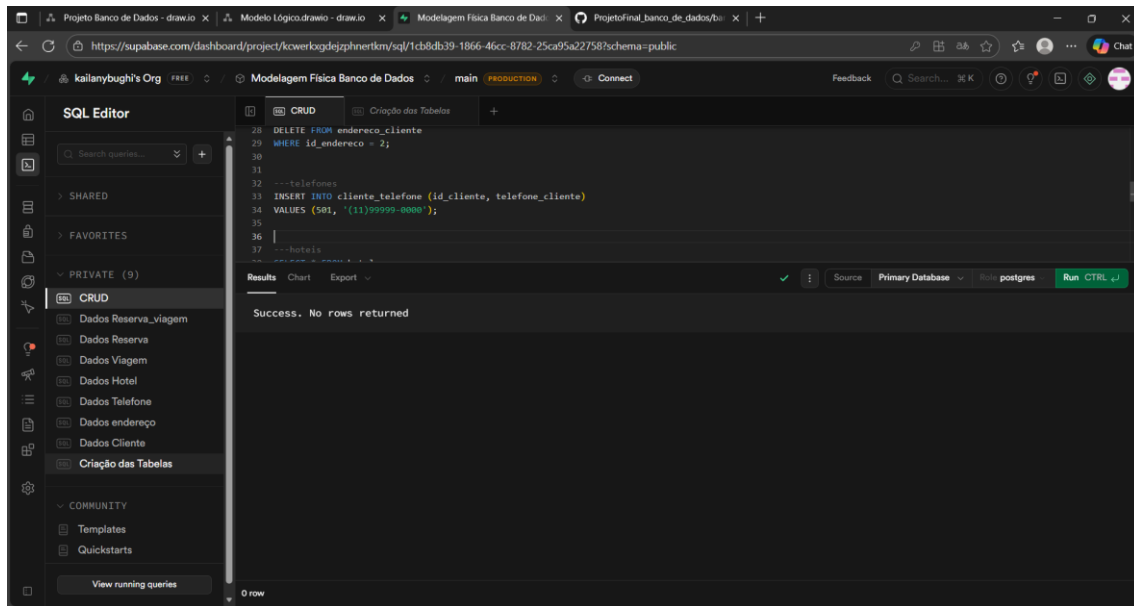 Projeto Banco de Dados - draw.io
Modelo Lógico.drawio - draw.io
Modelagem Física Banco de Dad
ProjetoFinal_banco_de_dados/ba
https://supabase.com/dashboard/project/kcwerkxgdejzphnertkm/sql/1cb8db39-1866-46cc-8782-25ca95a22758?schema=public
Chat
kailanybughi's Org FREE / Modelagem Física Banco de Dados / main PRODUCTION Connect
Feedback Search... ⌘ K
SQL Editor
CRUD Criação das Tabelas +
Search queries...
SHARED
FAVORITES
PRIVATE (9)
CRUD
Dados Reserva_viagem
Dados Reserva
Dados Viagem
Dados Hotel
Dados Telefone
Dados endereço
Dados Cliente
Criação das Tabelas
COMMUNITY
Templates
Quickstarts
View running queries
28 DELETE FROM endereco_cliente
29 WHERE id_endereco = 2;
30
31
32 ---telefones
33 INSERT INTO cliente_telefone (id_cliente, telefone_cliente)
34 VALUES (501, '(11)99999-0000');
35
36
37 ---hoteis
Results Chart Export
Source Primary Database Role postgres Run CTRL ↵
Success. No rows returned
0 row